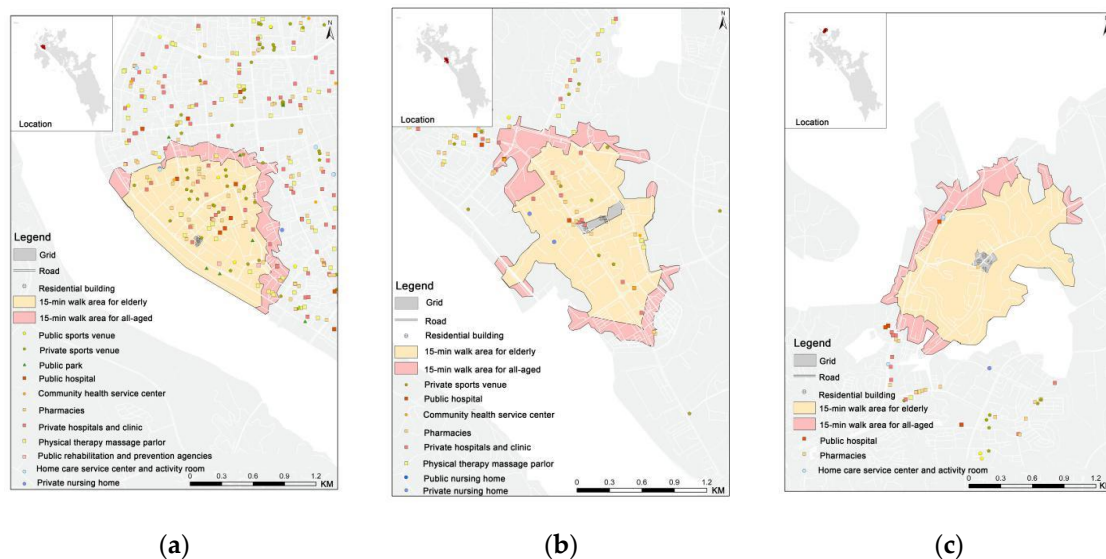 N
Location
Legend
Grid
Road
Residential building
15-min walk area for elderly
15-min walk area for all-aged
Public sports venue
Private sports venue
Public park
Public hospital
Community health service center
Pharmacies
Private hospitals and clinic
Physical therapy massage parlor
Public rehabilitation and prevention agencies
Home care service center and activity room
Private nursing home
0 0.3 0.6 0.9 1.2
KM
(a)
N
Location
Legend
Grid
Road
Residential building
15-min walk area for elderly
15-min walk area for all-aged
Private sports venue
Public hospital
Community health service center
Pharmacies
Private hospitals and clinic
Physical therapy massage parlor
Public nursing home
Private nursing home
0 0.3 0.6 0.9 1.2
KM
(b)
N
Location
Legend
Grid
Road
Residential building
15-min walk area for elderly
15-min walk area for all-aged
Public hospital
Pharmacies
Home care service center and activity room
0 0.3 0.6 0.9 1.2
KM
(c)